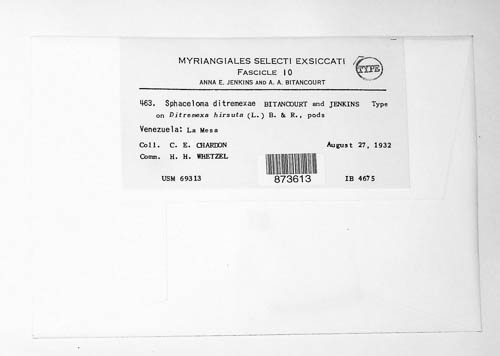 MYRIANGIALES SELECTI EXSICCATI
FASCICLE 10
ANNA E. JENKINS AND A. A. BITANCOURT
TYPE
463. Sphaceloma ditremexae BITANCOURT and JENKINS Type
on Ditremexa hirsuta (L.) B. & R., pods
Venezuela: La Mesa
Coll. C. E. CHARDON August 27, 1932
Comm. H. H. WHETZEL
873613
USM 69313 IB 4675